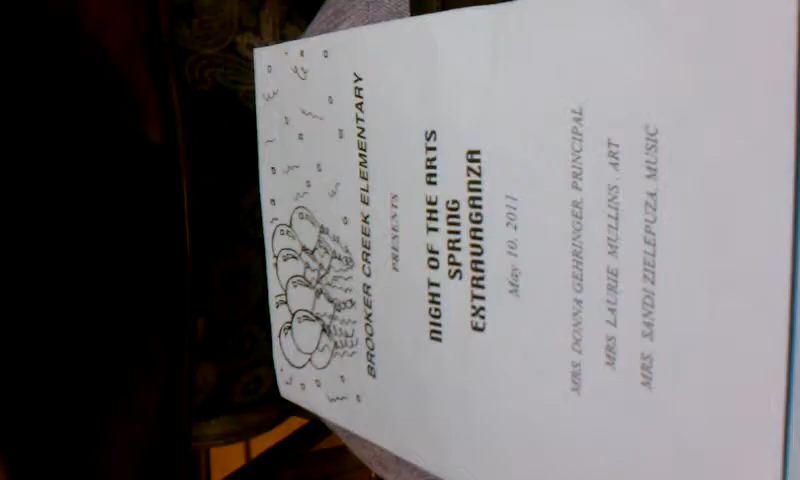 BROOKER CREEK ELEMENTARY
PRESENTS
NIGHT OF THE ARTS
SPRING
EXTRAVAGANZA
May 10, 2011
MRS. DONNA GEHRINGER, PRINCIPAL
MRS LAURIE MULLINS , ART
MRS. SANDI ZIELEPUZA, MUSIC